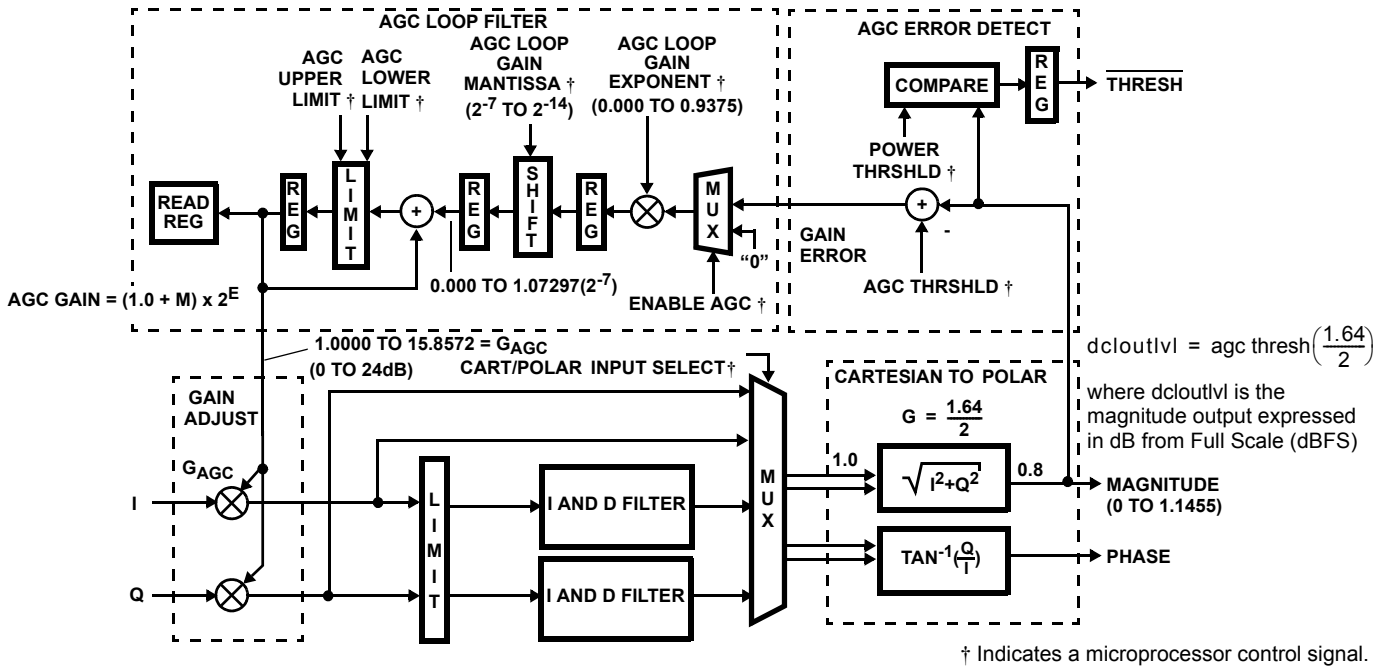 AGC LOOP FILTER
AGC ERROR DETECT
AGC
UPPER
LIMIT †
AGC
LOWER
LIMIT †
AGC LOOP
GAIN
MANTISSA †
(2-7 TO 2-14)
AGC LOOP
GAIN
EXPONENT †
(0.000 TO 0.9375)
COMPARE
REG
THRESH
POWER
THRSHLD †
READ
REG
REG
LIMIT
+
REG
SHIFT
REG
MUX
+
-
GAIN
ERROR
"0"
AGC THRSHLD †
ENABLE AGC †
0.000 TO 1.07297(2-7)
AGC GAIN = (1.0 + M) x 2E
1.0000 TO 15.8572 = GAGC
(0 TO 24dB)
CART/POLAR INPUT SELECT†
GAIN
ADJUST
GAGC
I
Q
LIMIT
I AND D FILTER
I AND D FILTER
MUX
CARTESIAN TO POLAR
G = 1.64/2
1.0
√I2+Q2
0.8
TAN-1(Q/I)
dcloutlvl = agc thresh(1.64/2)
where dcloutlvl is the
magnitude output expressed
in dB from Full Scale (dBFS)
MAGNITUDE
(0 TO 1.1455)
PHASE
† Indicates a microprocessor control signal.